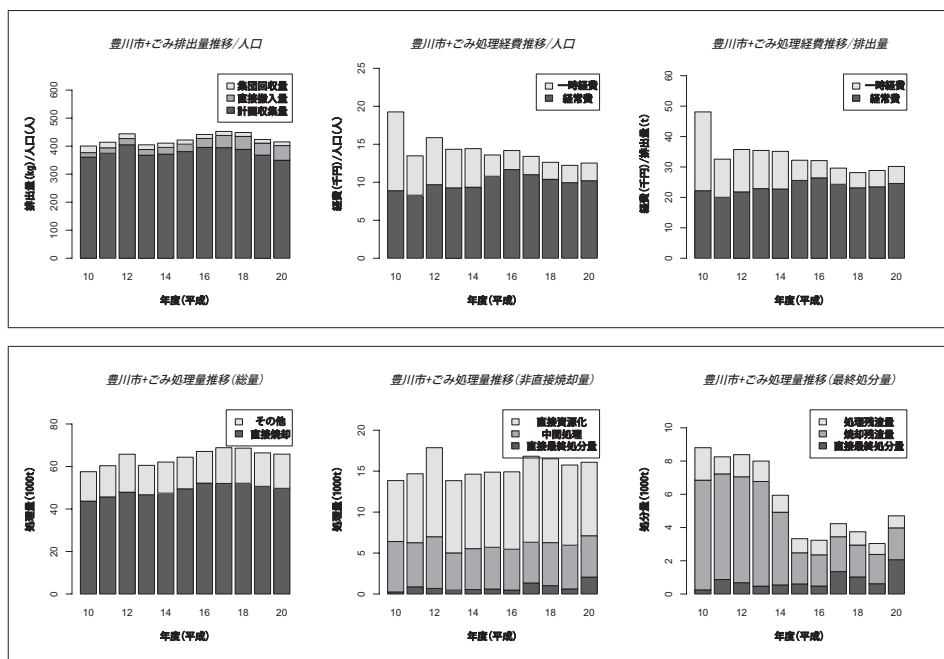 豊川市+ごみ排出量推移/人口
集団回収量
直接搬入量
計画収集量
排出量(kg)/人口(人)
0 100 200 300 400 500 600
10 12 14 16 18 20
年度(平成)
豊川市+ごみ処理経費推移/人口
一時経費
経常費
経費(千円)/人口(人)
0 5 10 15 20 25
10 12 14 16 18 20
年度(平成)
豊川市+ごみ処理経費推移/排出量
一時経費
経常費
経費(千円)/排出量(t)
0 10 20 30 40 50 60
10 12 14 16 18 20
年度(平成)
豊川市+ごみ処理量推移(総量)
その他
直接焼却
処理量(1000t)
0 20 40 60 80
10 12 14 16 18 20
年度(平成)
豊川市+ごみ処理量推移(非直接焼却量)
直接資源化
中間処理
直接最終処分量
処理量(1000t)
0 5 10 15 20
10 12 14 16 18 20
年度(平成)
豊川市+ごみ処理量推移(最終処分量)
処理残渣量
焼却残渣量
直接最終処分量
処分量(1000t)
0 2 4 6 8 10
10 12 14 16 18 20
年度(平成)